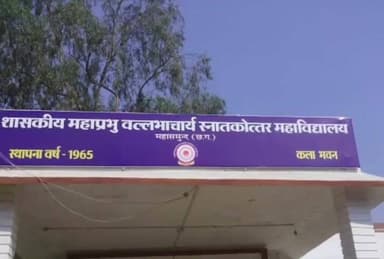 शासकीय महाप्रभु वल्लभाचार्य स्नातकोत्तर महाविद्यालय
महासमुन्द (छ.ग.)
स्थापना वर्ष - 1965
कला भवन